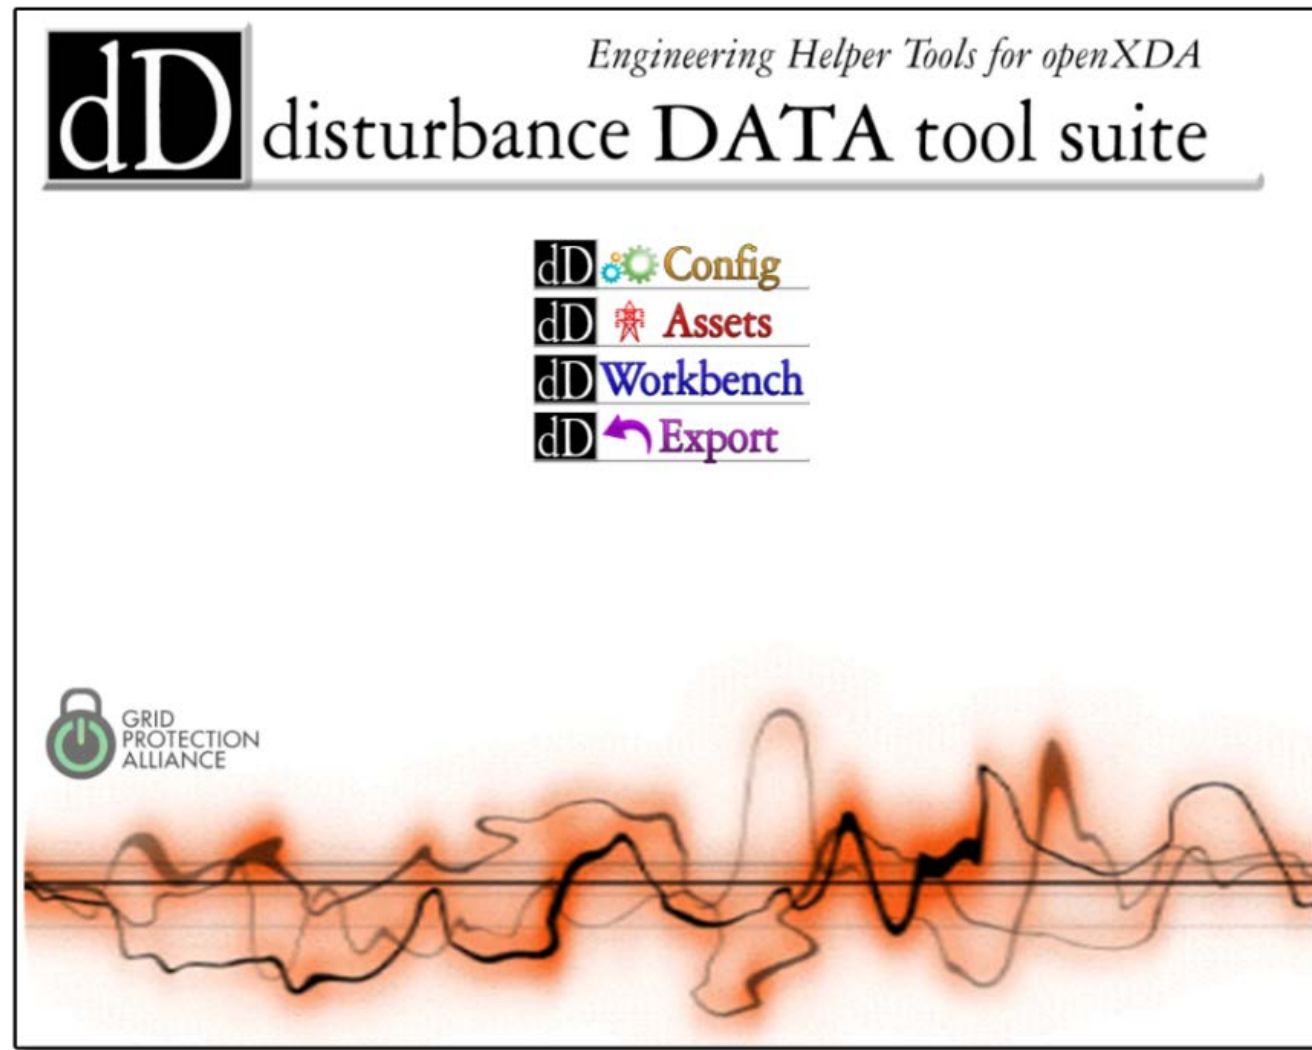 Engineering Helper Tools for openXDA
dD disturbance DATA tool suite
dD Config
dD Assets
dD Workbench
dD Export
GRID
PROTECTION
ALLIANCE